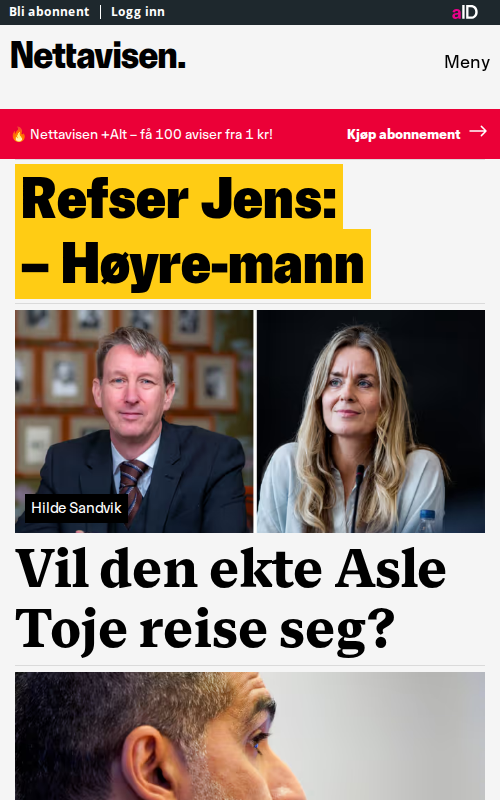 Bli abonnent | Logg inn
aID
Nettavisen.
Meny
🔥 Nettavisen +Alt – få 100 aviser fra 1 kr!
Kjøp abonnement →
Refser Jens:
– Høyre-mann
Hilde Sandvik
Vil den ekte Asle
Toje reise seg?